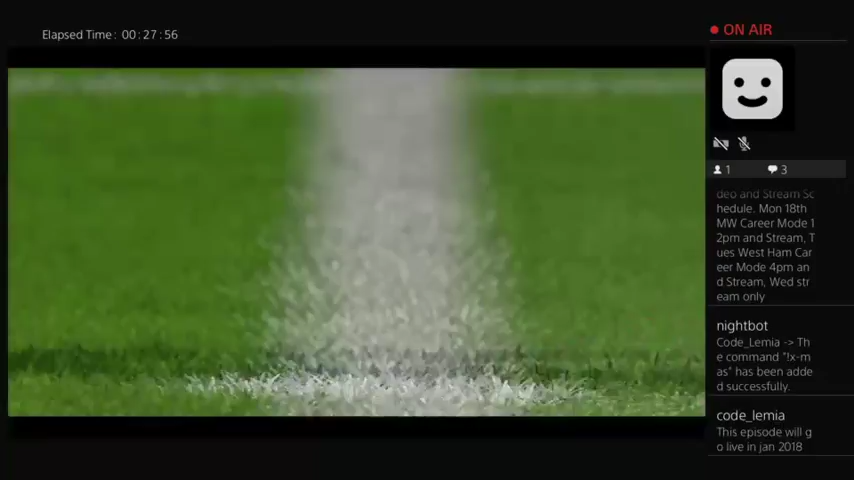 Elapsed Time: 00:27:56
ON AIR
1
3
deo and Stream Sc
hedule. Mon 18th
MW Career Mode 1
2pm and Stream, T
ues West Ham Car
eer Mode 4pm an
d Stream, Wed str
eam only
nightbot
Code_Lemia -> Th
e command "!x-m
as" has been adde
d successfully.
code_lemia
This episode will g
o live in jan 2018